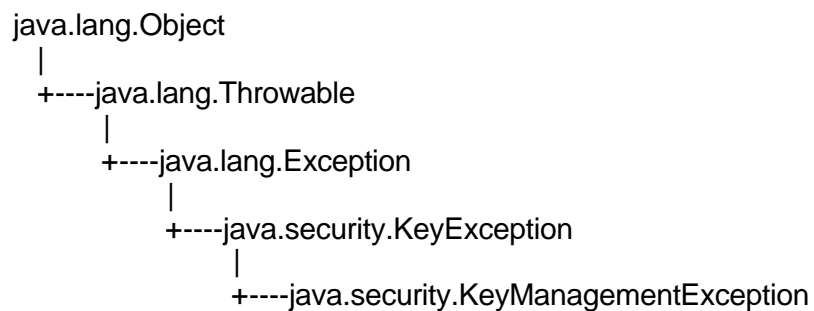 java.lang.Object
|
+----java.lang.Throwable
|
+----java.lang.Exception
|
+----java.security.KeyException
|
+----java.security.KeyManagementException